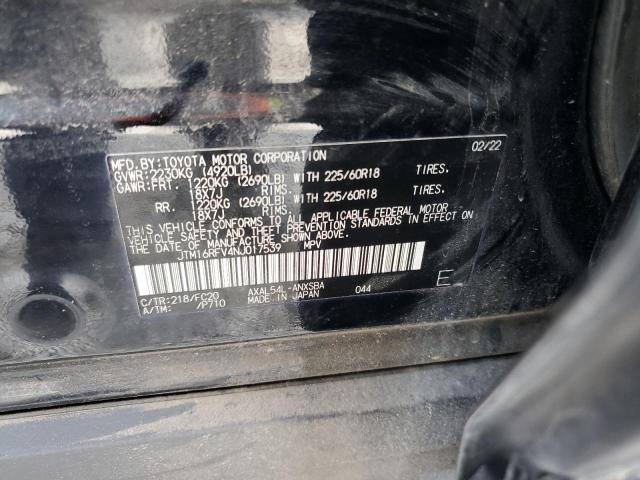 MFD. BY: TOYOTA MOTOR CORPORATION 02/22
GVWR: 2230KG (4920LB)
GAWR: FRT. 1220KG (2690LB) WITH 225/60R18 TIRES.
18X7J RIMS.
RR. 1220KG (2690LB) WITH 225/60R18 TIRES.
18X7J RIMS.
THIS VEHICLE CONFORMS TO ALL APPLICABLE FEDERAL MOTOR
VEHICLE SAFETY AND THEFT PREVENTION STANDARDS IN EFFECT ON
THE DATE OF MANUFACTURE SHOWN ABOVE.
JTM16RFV4NJ017539 MPV
C/TR: 218/FC20 AXAL54L-ANXSBA 044 E
A/TM: /P710 MADE IN JAPAN